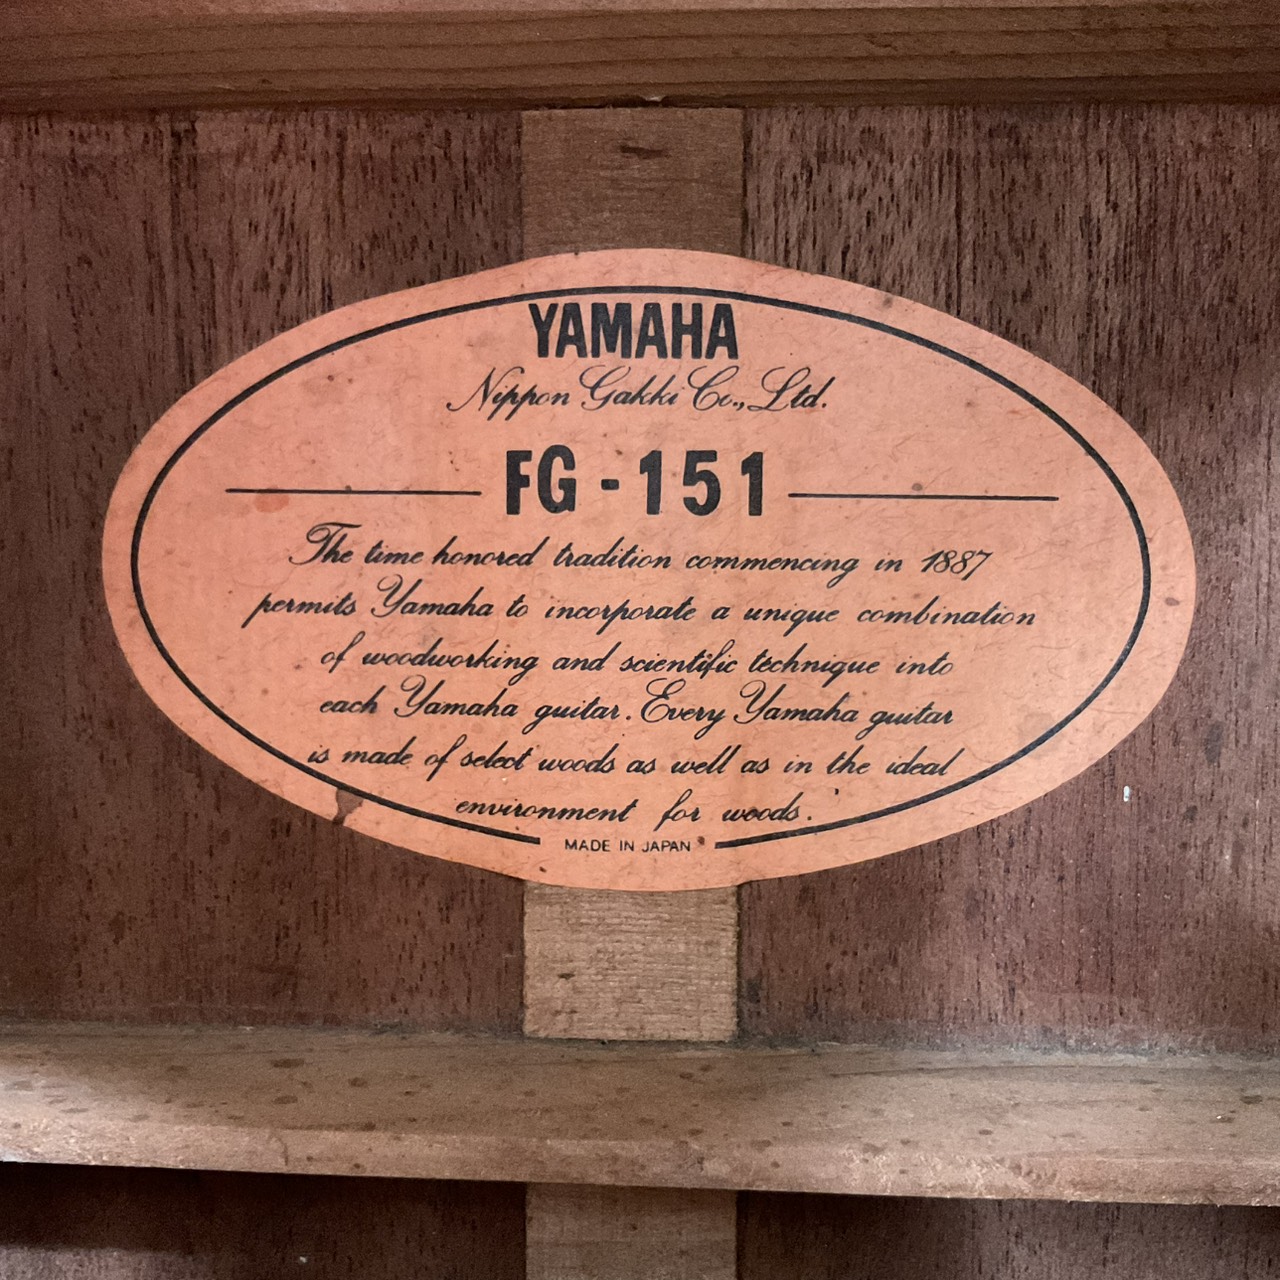 YAMAHA
Nippon Gakki Co., Ltd.
FG-151
The time honored tradition commencing in 1887
permits Yamaha to incorporate a unique combination
of woodworking and scientific technique into
each Yamaha guitar. Every Yamaha guitar
is made of select woods as well as in the ideal
environment for woods.
MADE IN JAPAN